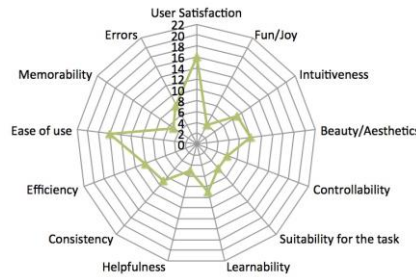 User Satisfaction
Errors
Fun/Joy
Memorability
Intuitiveness
Ease of use
Beauty/Aesthetics
Efficiency
Controllability
Consistency
Suitability for the task
Helpfulness
Learnability
22
20
18
16
14
12
10
8
6
4
2
0